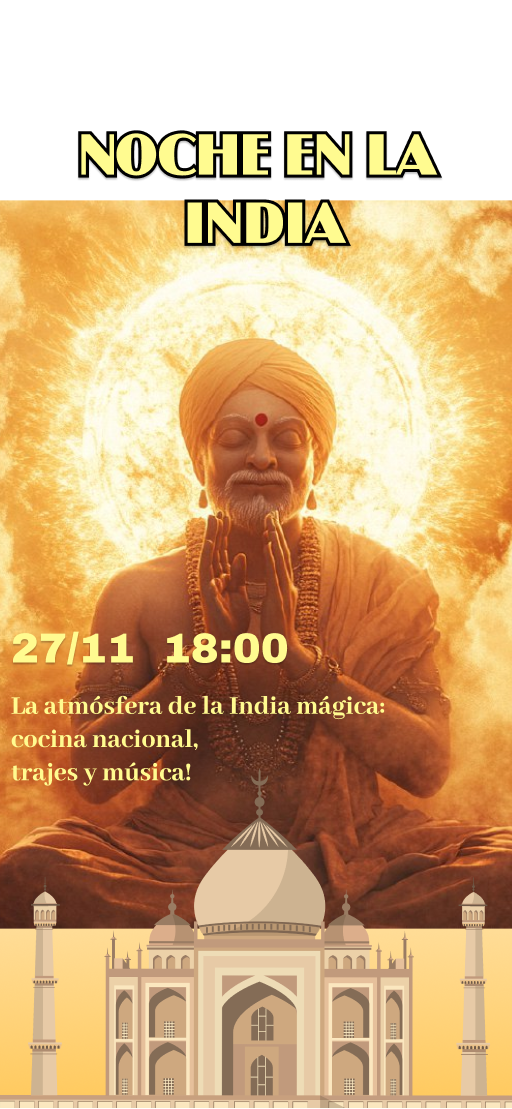 NOCHE EN LA
INDIA
27/11 18:00
La atmósfera de la India mágica:
cocina nacional,
trajes y música!